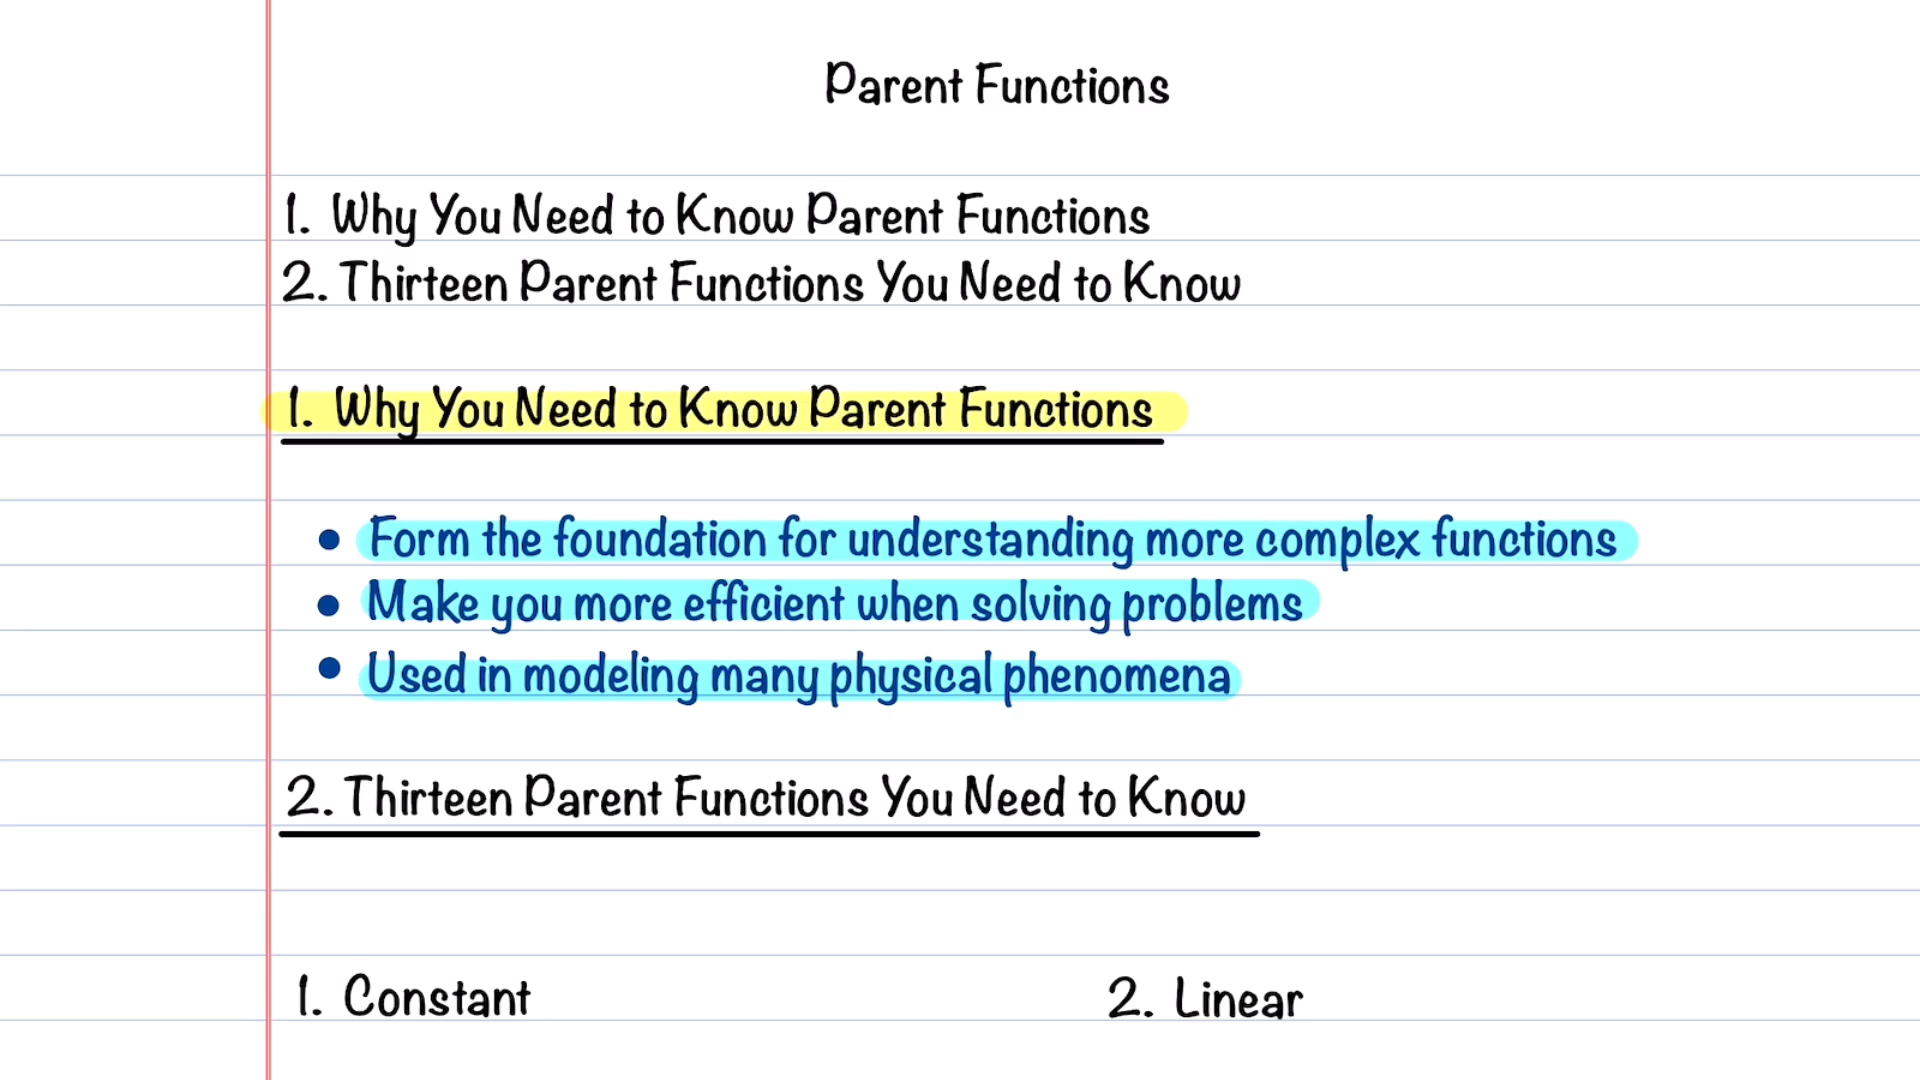 Parent Functions
1. Why You Need to Know Parent Functions
2. Thirteen Parent Functions You Need to Know
1. Why You Need to Know Parent Functions
• Form the foundation for understanding more complex functions
• Make you more efficient when solving problems
• Used in modeling many physical phenomena
2. Thirteen Parent Functions You Need to Know
1. Constant 2. Linear